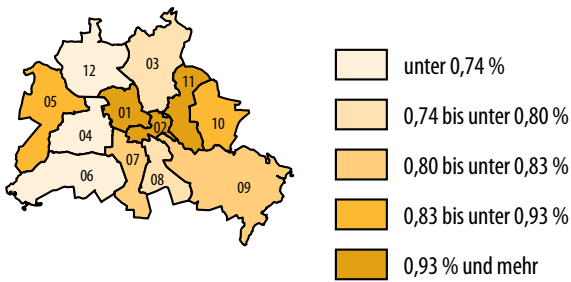 03
12
11
05
01
02
10
04
07
06
08
09
unter 0,74 %
0,74 bis unter 0,80 %
0,80 bis unter 0,83 %
0,83 bis unter 0,93 %
0,93 % und mehr